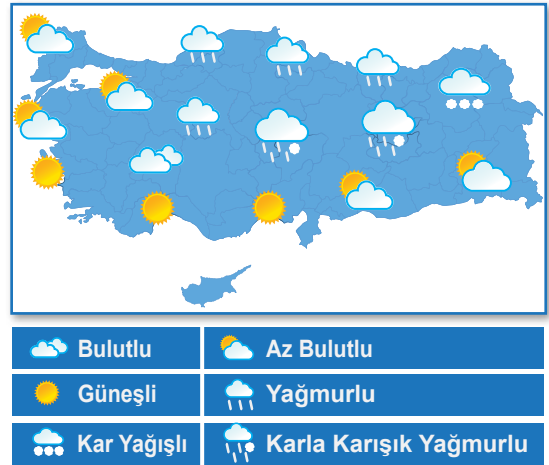 Bulutlu
Az Bulutlu
Güneşli
Yağmurlu
Kar Yağışlı
Karla Karışık Yağmurlu